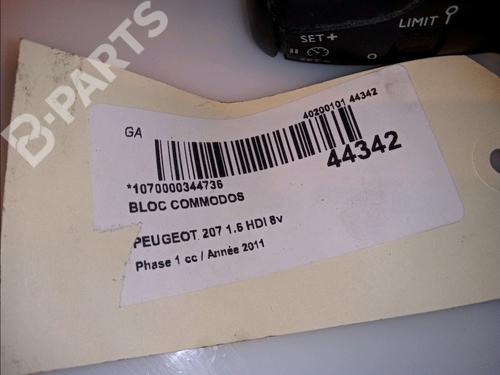 LIMIT
SET+
B-PARTS
GA
40200101 44342
44342
*1070000344736
BLOC COMMODOS
PEUGEOT 207 1.6 HDI 8v
Phase 1 cc / Année 2011